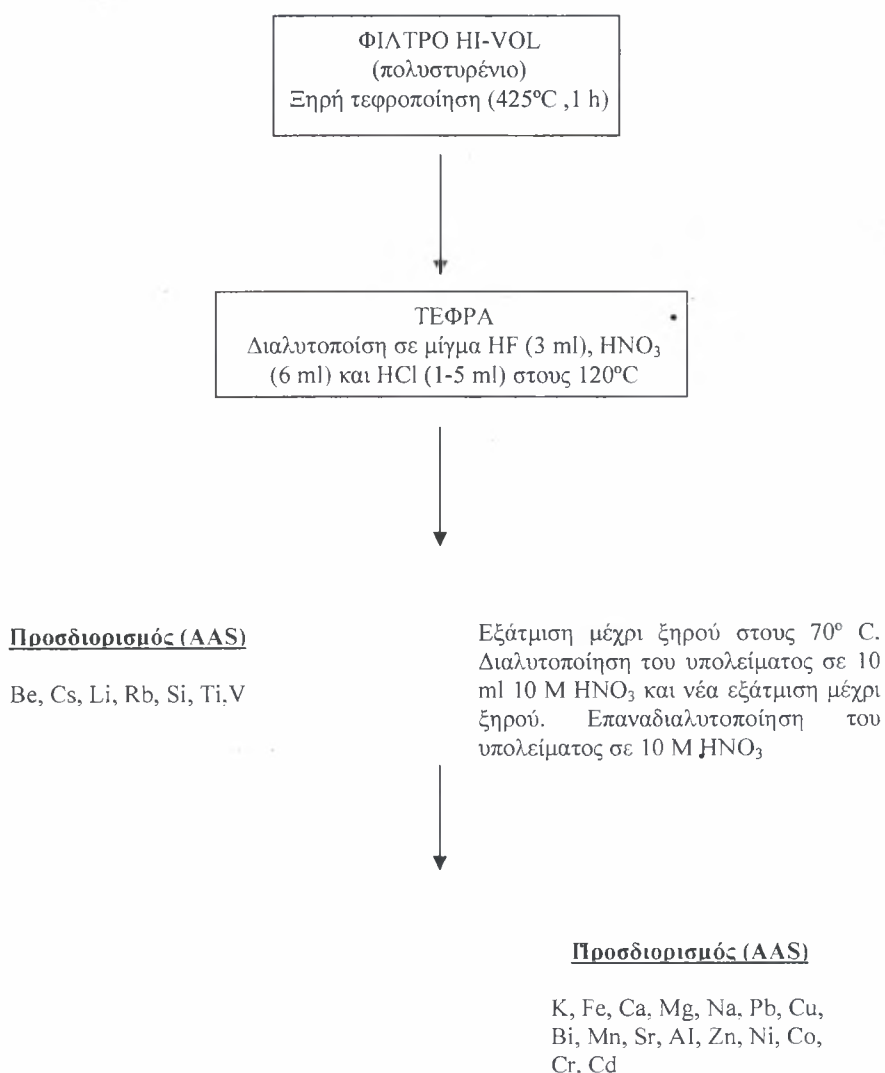 ΦΙΛΤΡΟ HI-VOL
(πολυστυρένιο)
Ξηρή τεφροποίηση (425°C ,1 h)
ΤΕΦΡΑ
Διαλυτοποίση σε μίγμα HF (3 ml), HNO₃
(6 ml) και HCl (1-5 ml) στους 120°C
Προσδιορισμός (AAS)
Be, Cs, Li, Rb, Si, Ti,V
Εξάτμιση μέχρι ξηρού στους 70° C.
Διαλυτοποίηση του υπολείματος σε 10
ml 10 M HNO₃ και νέα εξάτμιση μέχρι
ξηρού. Επαναδιαλυτοποίηση του
υπολείματος σε 10 M HNO₃
Προσδιορισμός (AAS)
K, Fe, Ca, Mg, Na, Pb, Cu,
Bi, Mn, Sr, AI, Zn, Ni, Co,
Cr, Cd